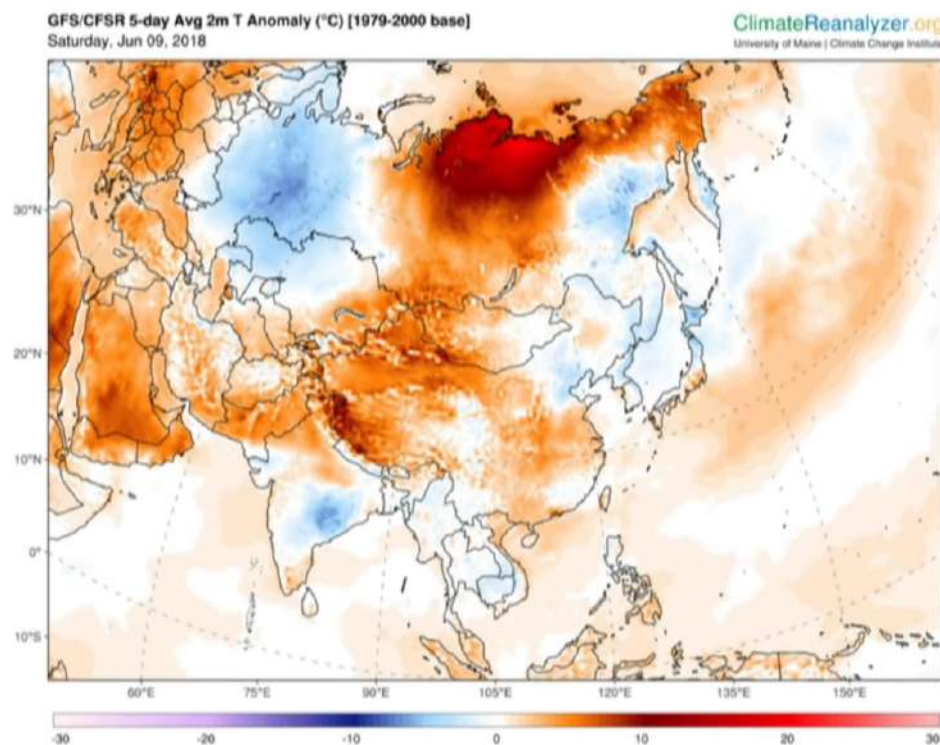 GFS/CFSR 5-day Avg 2m T Anomaly (°C) [1979-2000 base]
Saturday, Jun 09, 2018
ClimateReanalyzer.org
University of Maine | Climate Change Institute
30°N
20°N
10°N
0°
10°S
60°E
75°E
90°E
105°E
120°E
135°E
150°E
-30
-20
-10
0
10
20
30